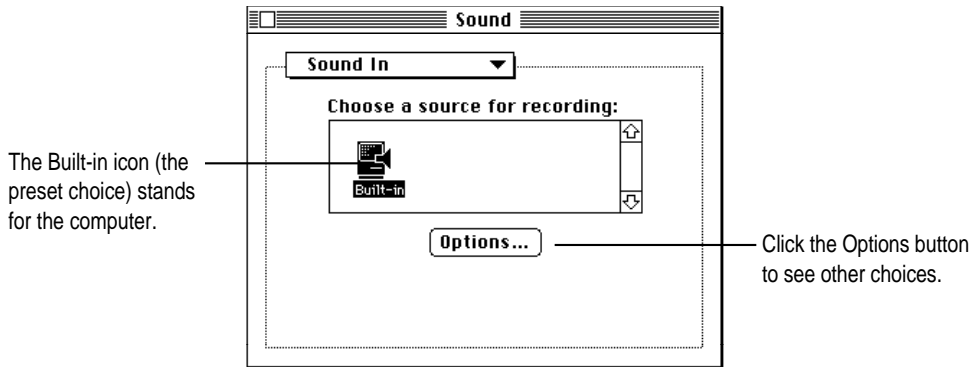 Sound
Sound In
Choose a source for recording:
The Built-in icon (the
preset choice) stands
for the computer.
Built-in
Options...
Click the Options button
to see other choices.